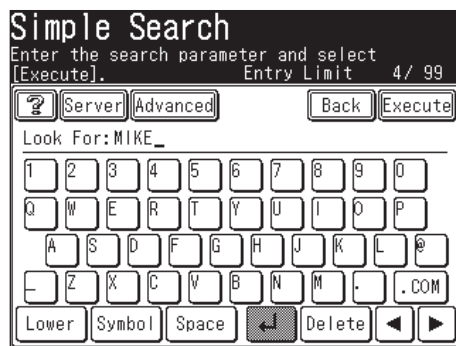 Simple Search
Enter the search parameter and select
[Execute]. Entry Limit 4/ 99
? Server Advanced Back Execute
Look For:MIKE_
1 2 3 4 5 6 7 8 9 0
Q W E R T Y U I O P
A S D F G H J K L @
_ Z X C V B N M . .COM
Lower Symbol Space ↵ Delete ◀ ▶